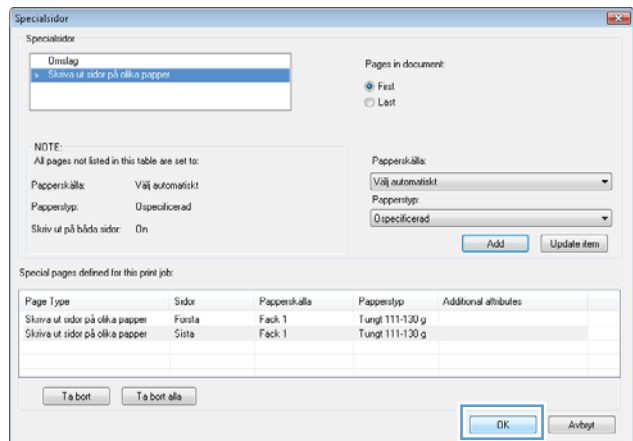 Specialsidor
Specialsidor
Omslag
» Skriva ut sidor på olika papper
Pages in document:
First
Last
NOTE:
All pages not listed in this table are set to:
Papperskälla: Välj automatiskt
Papperstyp: Ospecificerad
Skriv ut på båda sidor: On
Papperskälla:
Välj automatiskt
Papperstyp:
Ospecificerad
Add Update item
Special pages defined for this print job:
Page Type Sidor Papperskälla Papperstyp Additional attributes
Skriva ut sidor på olika papper Första Fack 1 Tungt 111-130 g
Skriva ut sidor på olika papper Sista Fack 1 Tungt 111-130 g
Ta bort Ta bort alla
OK Avbryt